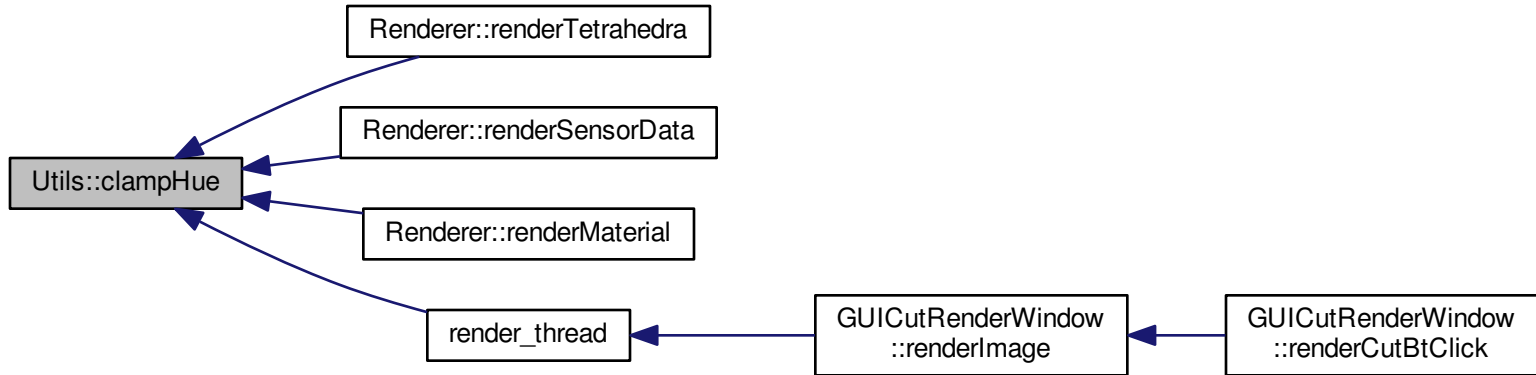 Renderer::renderTetrahedra
Renderer::renderSensorData
Utils::clampHue
Renderer::renderMaterial
render_thread
GUICutRenderWindow
::renderImage
GUICutRenderWindow
::renderCutBtClick